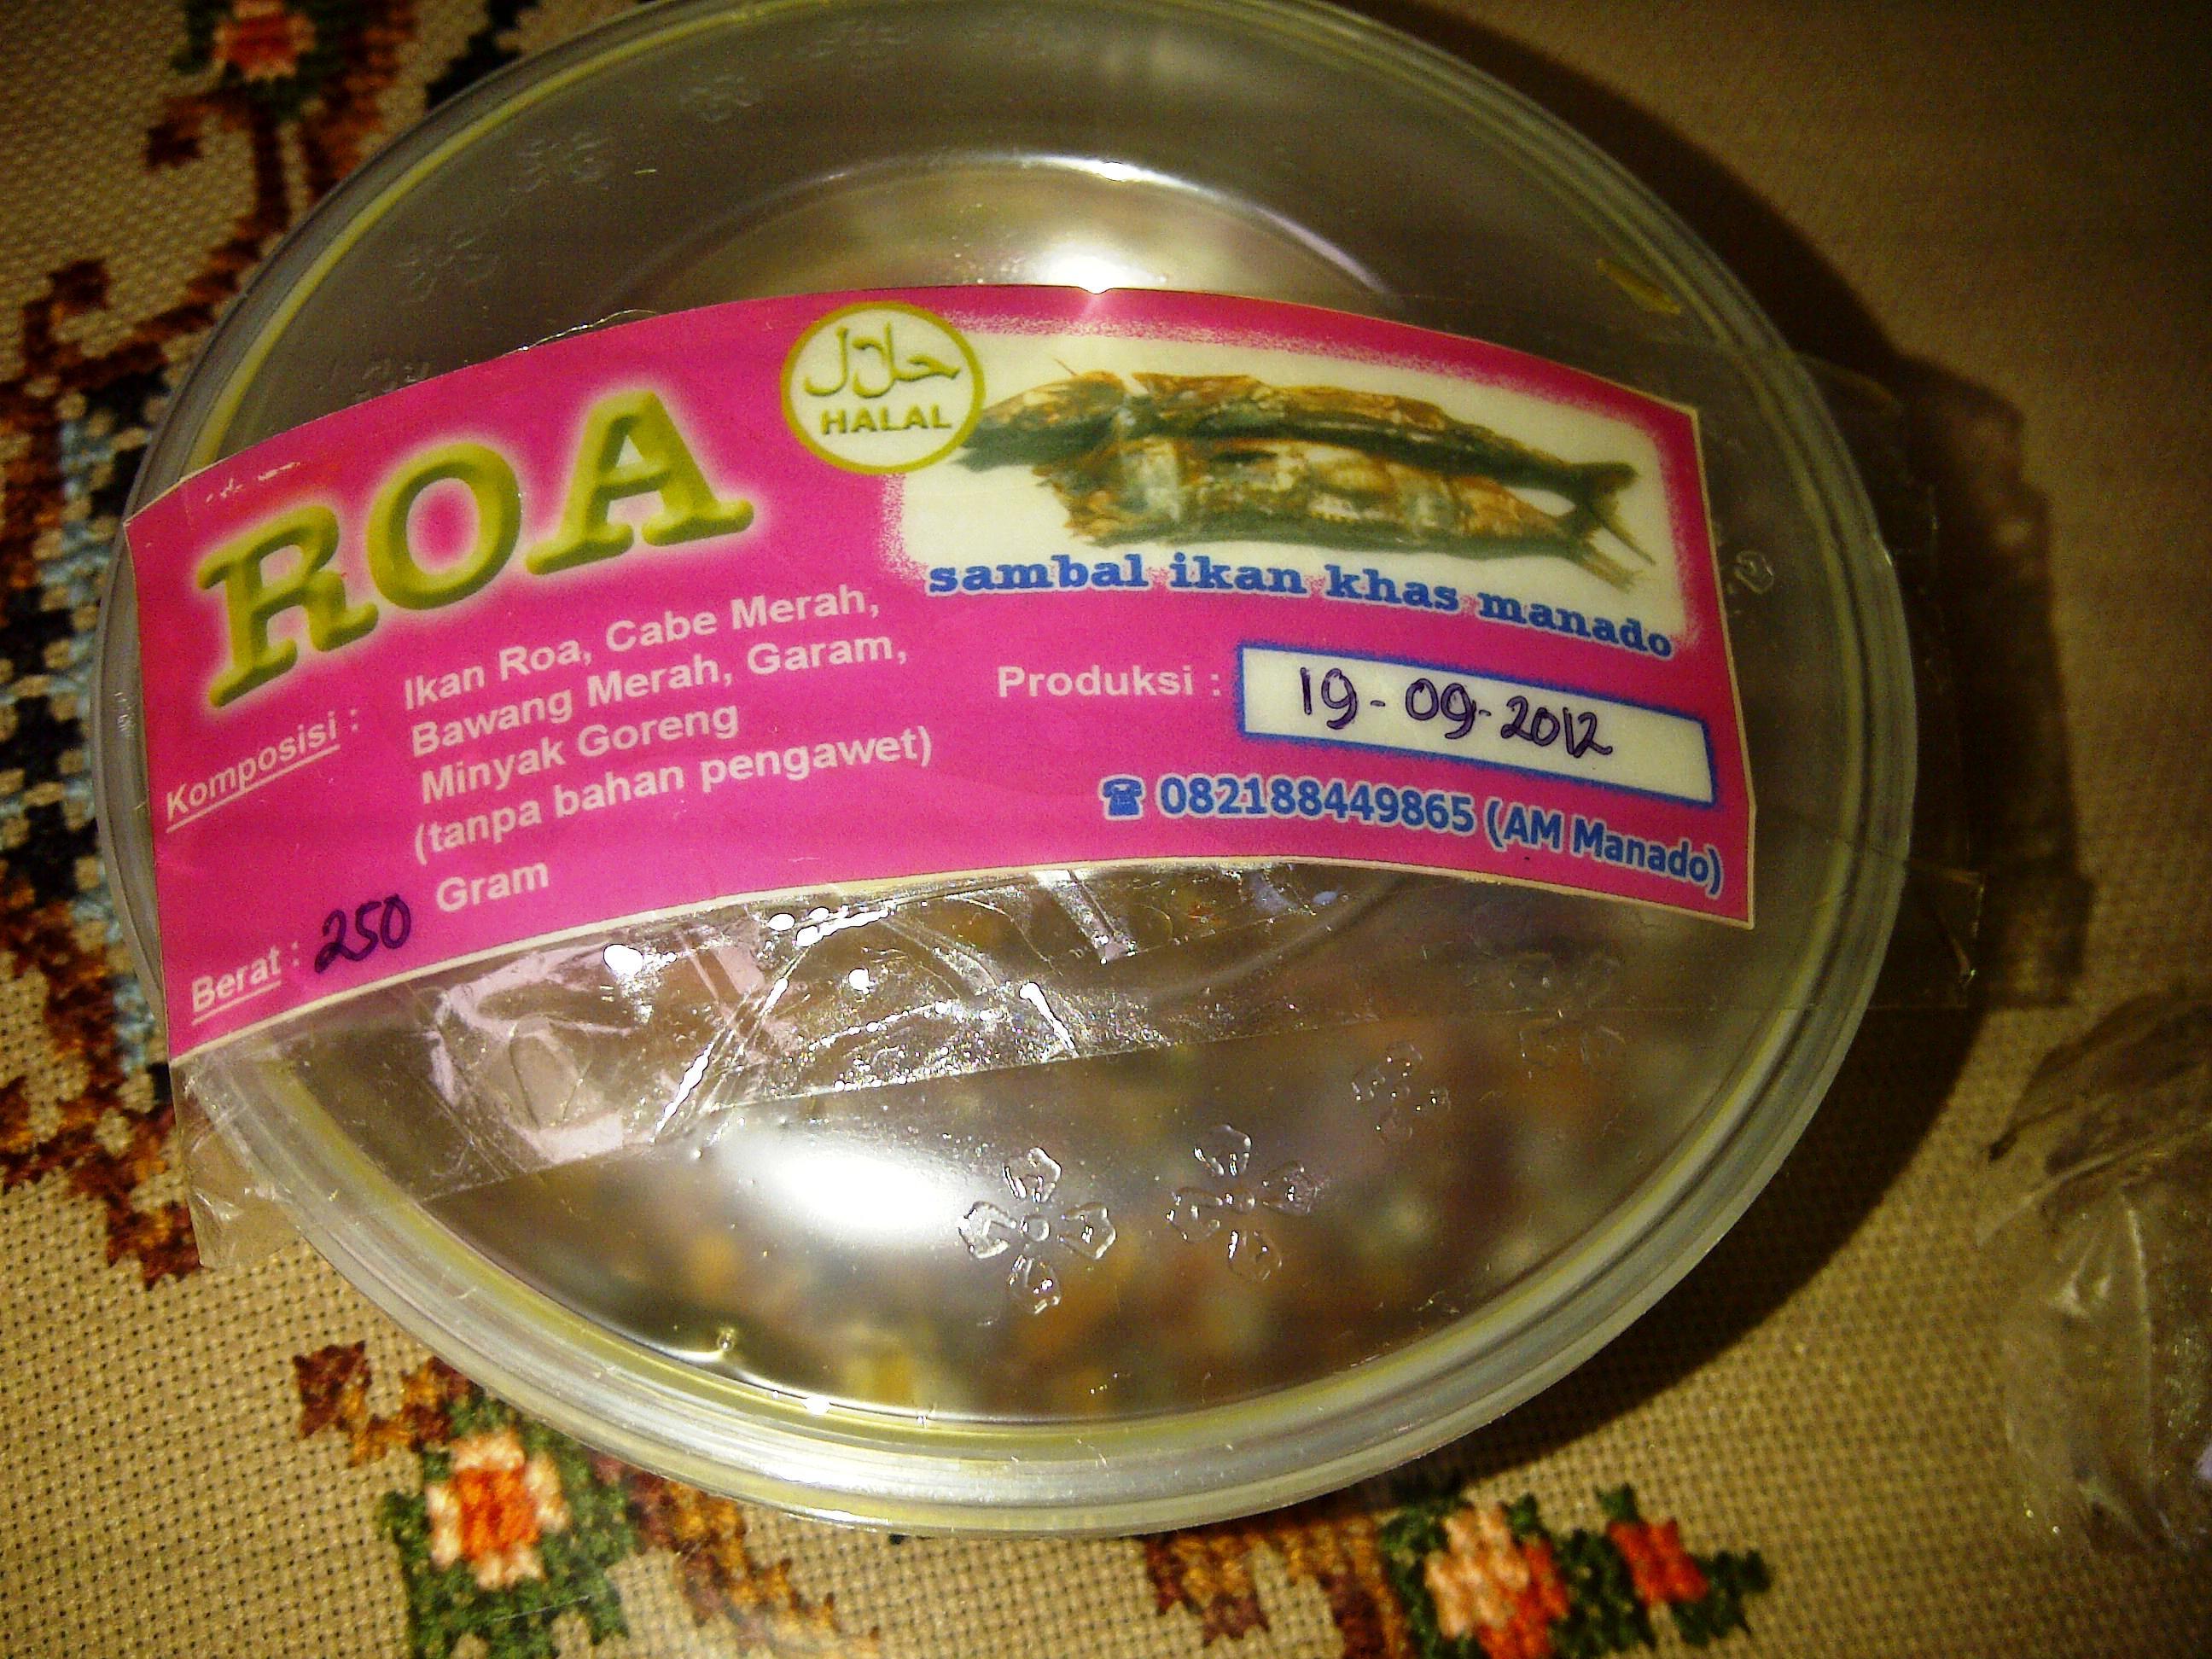 ROA
حلال
HALAL
sambal ikan khas manado
Komposisi : Ikan Roa, Cabe Merah,
Bawang Merah, Garam,
Minyak Goreng
(tanpa bahan pengawet)
Berat : 250 Gram
Produksi : 19-09-2012
☎ 082188449865 (AM Manado)